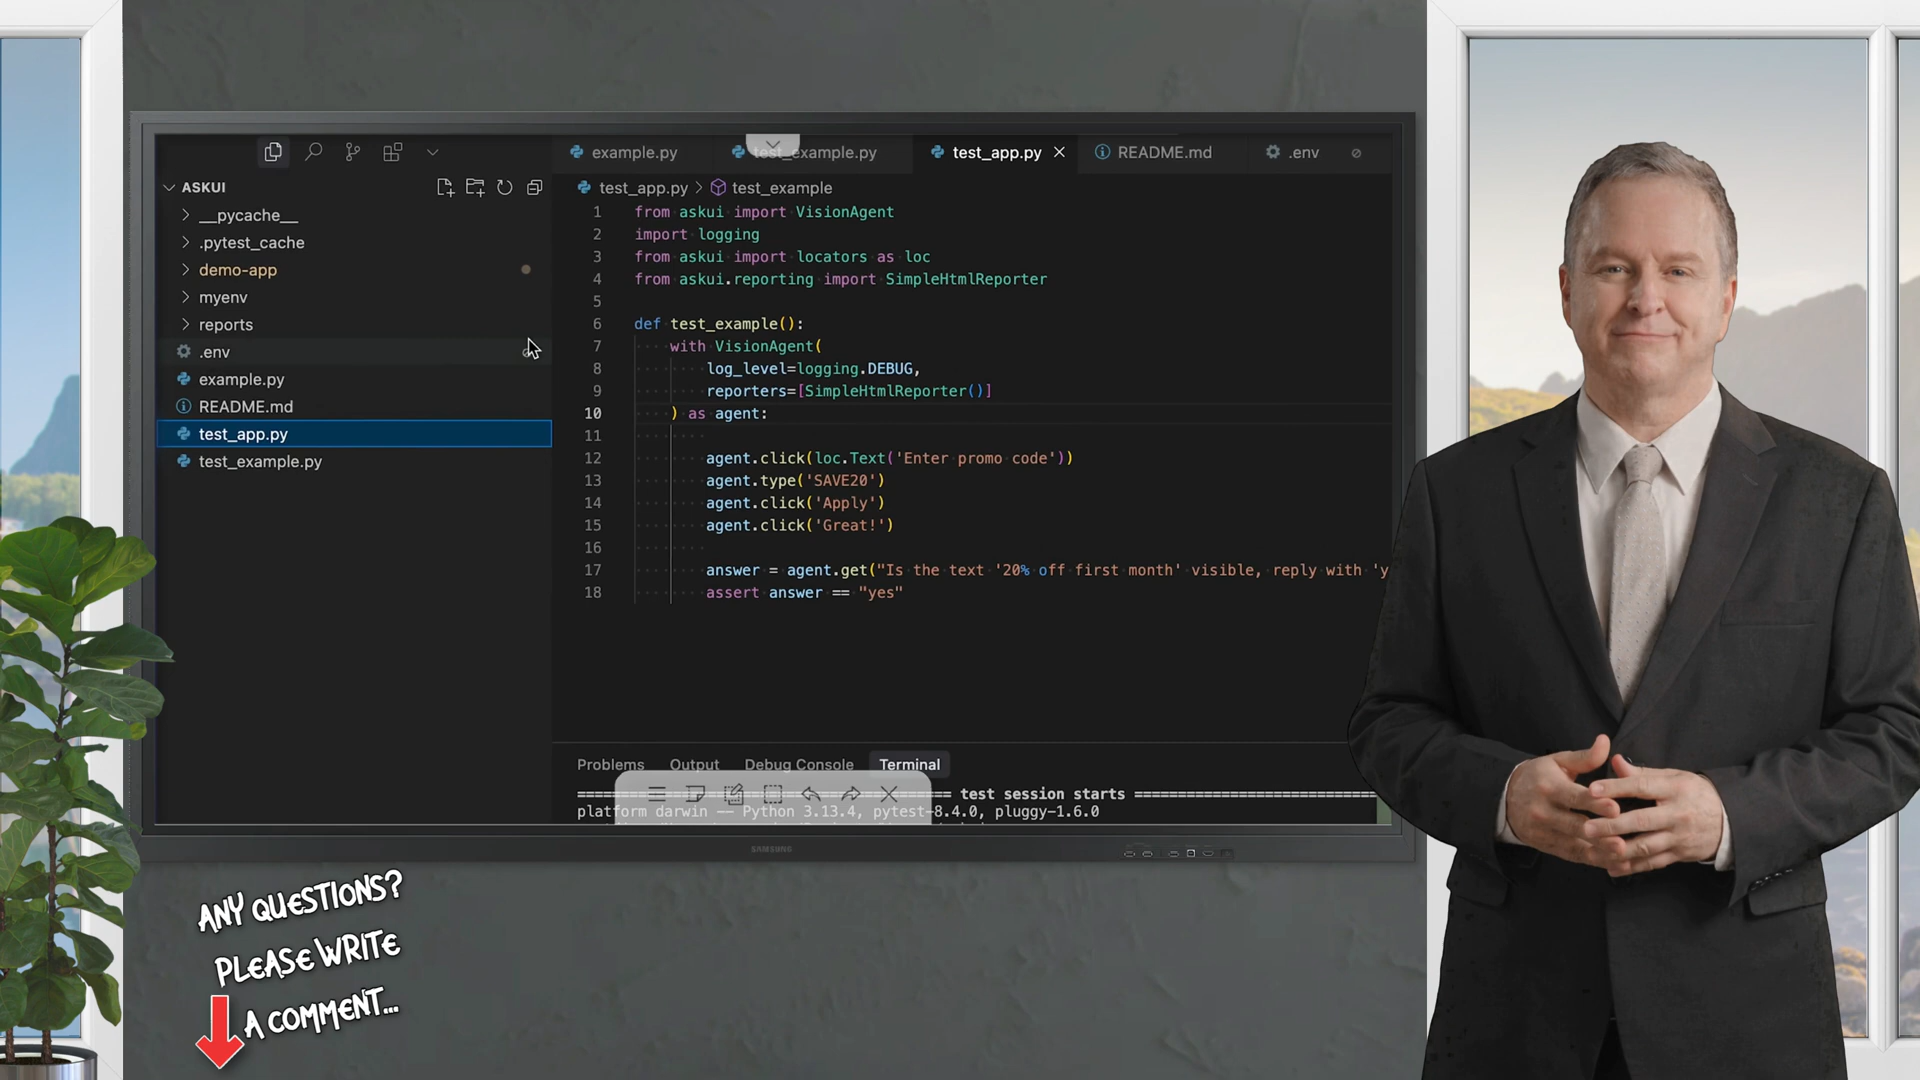 example.py
test_example.py
test_app.py
README.md
.env
ASKUI
test_app.py > test_example
__pycache__
.pytest_cache
demo-app
myenv
reports
.env
example.py
README.md
test_app.py
test_example.py
1 from askui import VisionAgent
2 import logging
3 from askui import locators as loc
4 from askui.reporting import SimpleHtmlReporter
5
6 def test_example():
7 with VisionAgent(
8 log_level=logging.DEBUG,
9 reporters=[SimpleHtmlReporter()]
10 ) as agent:
11
12 agent.click(loc.Text('Enter promo code'))
13 agent.type('SAVE20')
14 agent.click('Apply')
15 agent.click('Great!')
16
17 answer = agent.get("Is the text '20% off first month' visible, reply with 'y
18 assert answer == "yes"
Problems Output Debug Console Terminal
test session starts
platform darwin -- Python 3.13.4, pytest-8.4.0, pluggy-1.6.0
SAMSUNG
ANY QUESTIONS?
PLEASE WRITE
A COMMENT...